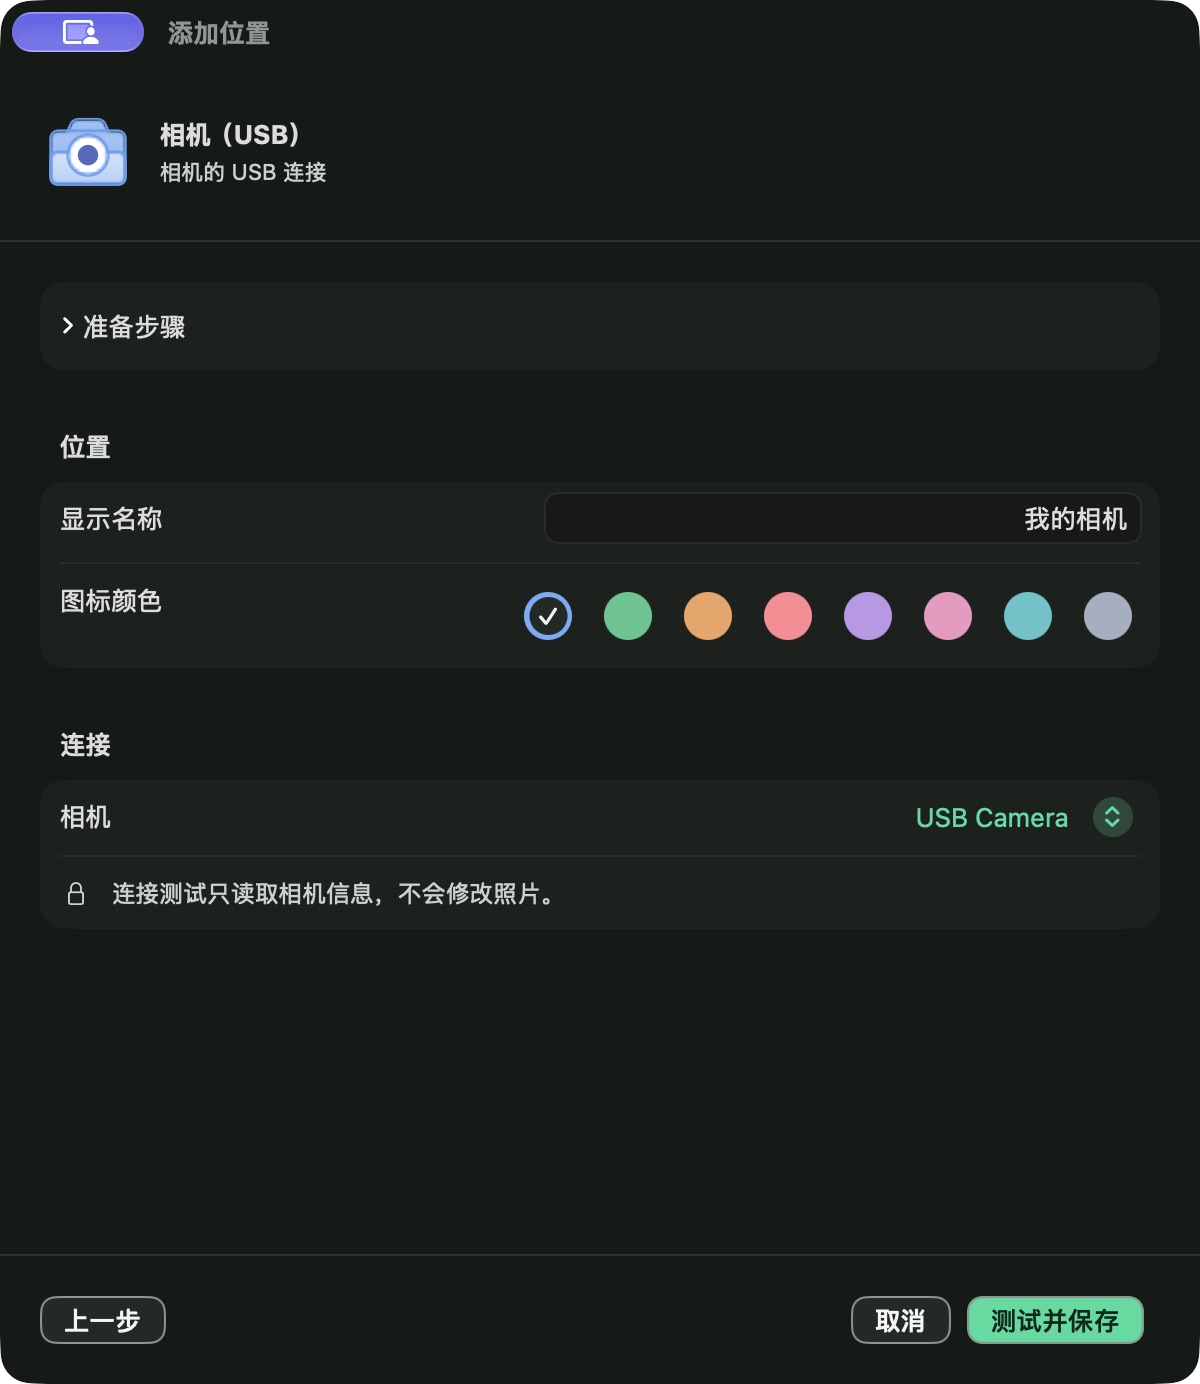 添加位置
相机（USB）
相机的 USB 连接
准备步骤
位置
显示名称
我的相机
图标颜色
连接
相机
USB Camera
连接测试只读取相机信息，不会修改照片。
上一步
取消
测试并保存